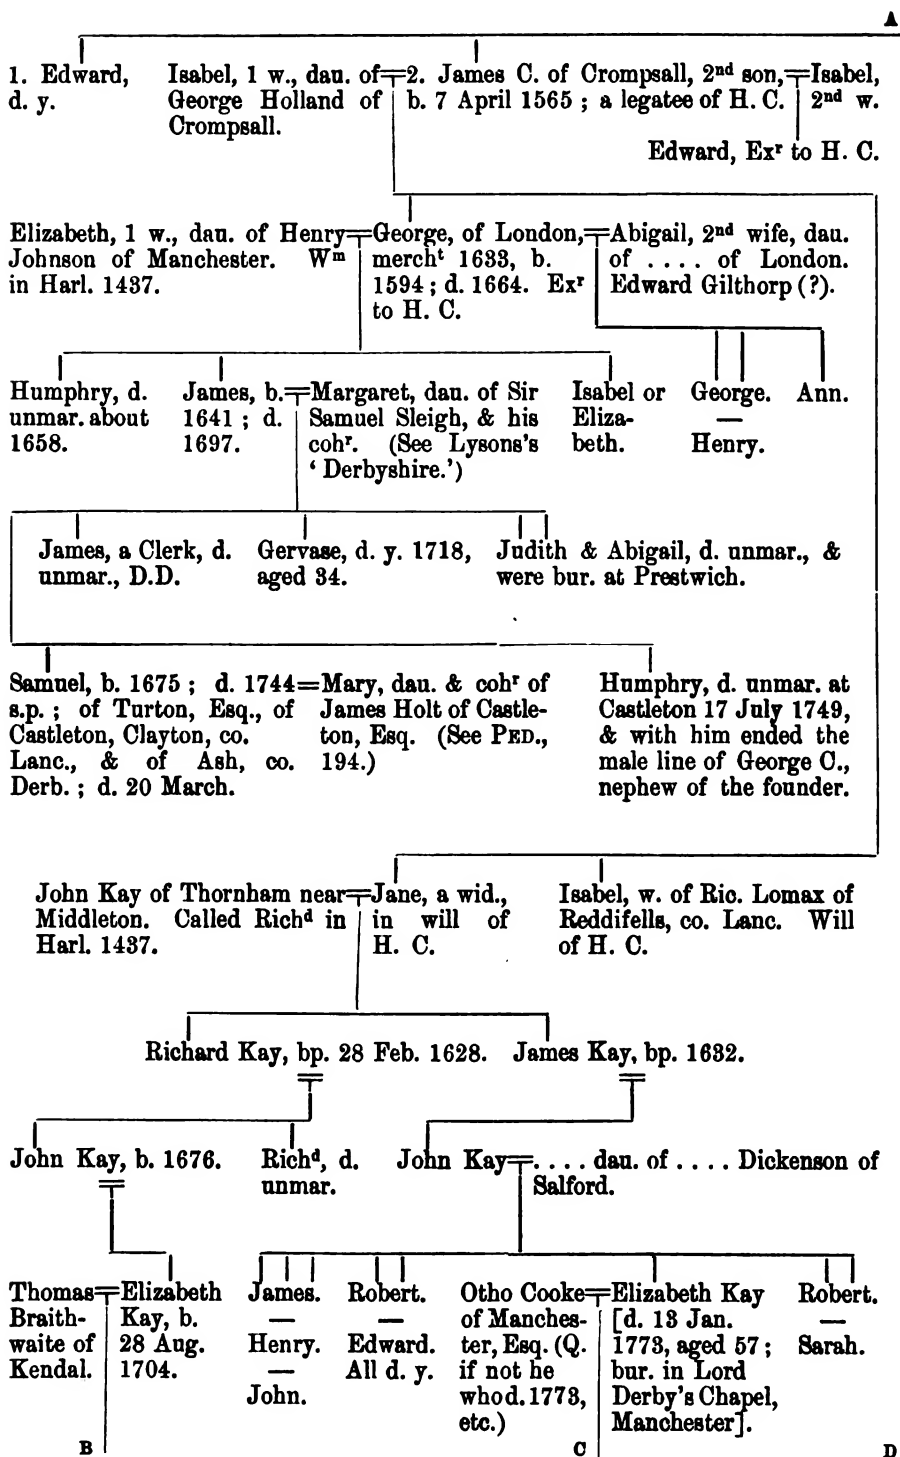 A
1. Edward,
d. y.
Isabel, 1 w., dau. of
George Holland of
Crompsall.
2. James C. of Crompsall, 2nd son,
b. 7 April 1565 ; a legatee of H. C.
Isabel,
2nd w.
Edward, Exr to H. C.
Elizabeth, 1 w., dau. of Henry
Johnson of Manchester. Wm
in Harl. 1437.
George, of London,
mercht 1633, b.
1594 ; d. 1664. Exr
to H. C.
Abigail, 2nd wife, dau.
of .... of London.
Edward Gilthorp (?).
Humphry, d.
unmar. about
1658.
James, b.
1641 ; d.
1697.
Margaret, dau. of Sir
Samuel Sleigh, & his
cohr. (See Lysons's
‘ Derbyshire.’)
Isabel or
Eliza-
beth.
George.
—
Henry.
Ann.
James, a Clerk, d.
unmar., D.D.
Gervase, d. y. 1718,
aged 34.
Judith & Abigail, d. unmar., &
were bur. at Prestwich.
Samuel, b. 1675 ; d. 1744=
s.p. ; of Turton, Esq., of
Castleton, Clayton, co.
Lanc., & of Ash, co.
Derb. ; d. 20 March.
Mary, dau. & cohr of
James Holt of Castle-
ton, Esq. (See PED.,
194.)
Humphry, d. unmar. at
Castleton 17 July 1749,
& with him ended the
male line of George C.,
nephew of the founder.
John Kay of Thornham near
Middleton. Called Richd in
Harl. 1437.
Jane, a wid.,
in will of
H. C.
Isabel, w. of Ric. Lomax of
Reddifells, co. Lanc. Will
of H. C.
Richard Kay, bp. 28 Feb. 1628.
James Kay, bp. 1632.
John Kay, b. 1676.
Richd, d.
unmar.
John Kay
.... dau. of .... Dickenson of
Salford.
Thomas
Braith-
waite of
Kendal.
Elizabeth
Kay, b.
28 Aug.
1704.
James.
—
Henry.
—
John.
Robert.
—
Edward.
All d. y.
Otho Cooke
of Manches-
ter, Esq. (Q.
if not he
who d. 1773,
etc.)
Elizabeth Kay
[d. 13 Jan.
1773, aged 57 ;
bur. in Lord
Derby's Chapel,
Manchester].
Robert.
—
Sarah.
B
C
D